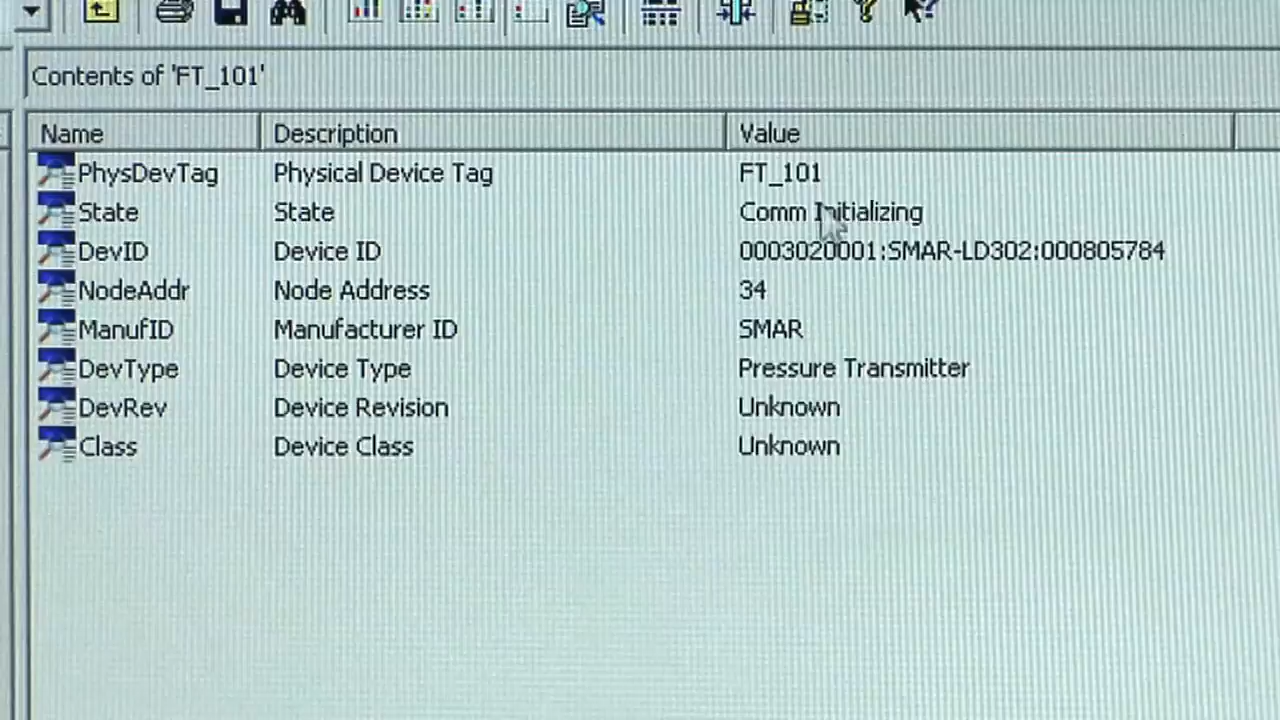 Contents of 'FT_101'
Name Description Value
PhysDevTag Physical Device Tag FT_101
State State Comm Initializing
DevID Device ID 0003020001:SMAR-LD302:000805784
NodeAddr Node Address 34
ManufID Manufacturer ID SMAR
DevType Device Type Pressure Transmitter
DevRev Device Revision Unknown
Class Device Class Unknown